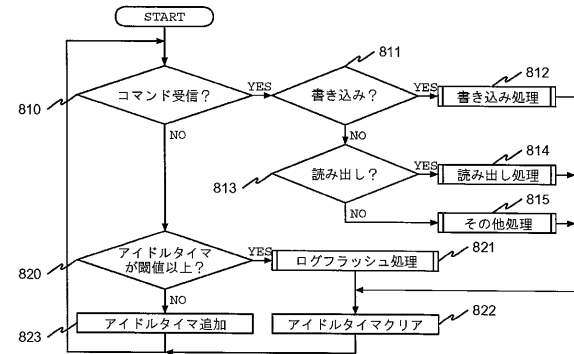 START
811
コマンド受信？
YES
書き込み？
YES
812
書き込み処理
810
NO
NO
814
読み出し？
YES
読み出し処理
813
815
NO
その他処理
アイドルタイマ
が閾値以上？
YES
ログフラッシュ処理
821
820
NO
822
アイドルタイマ追加
アイドルタイマクリア
823